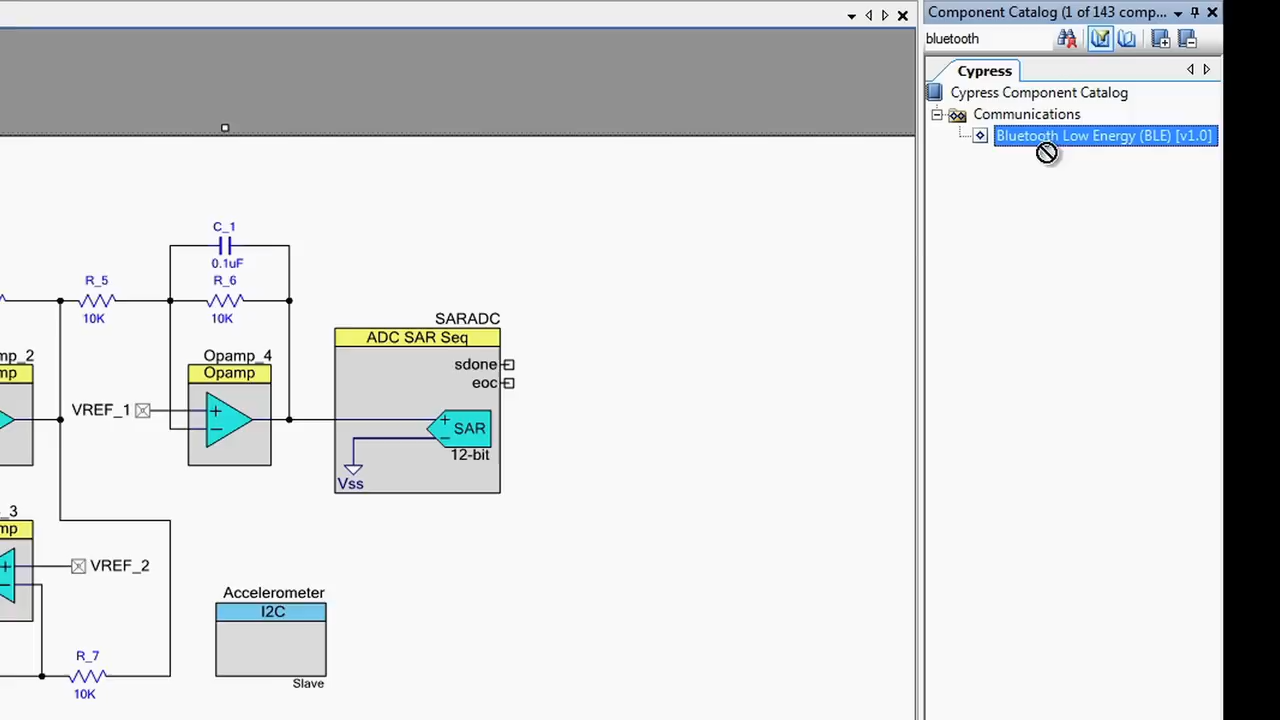 Component Catalog (1 of 143 comp...
bluetooth
Cypress
Cypress Component Catalog
Communications
Bluetooth Low Energy (BLE) [v1.0]
C_1
0.1uF
R_5
R_6
10K
10K
SARADC
ADC SAR Seq
sdone
eoc
mp_2
Opamp_4
mp
Opamp
VREF_1
+
−
+
−
SAR
12-bit
Vss
_3
mp
+
VREF_2
Accelerometer
I2C
R_7
Slave
10K